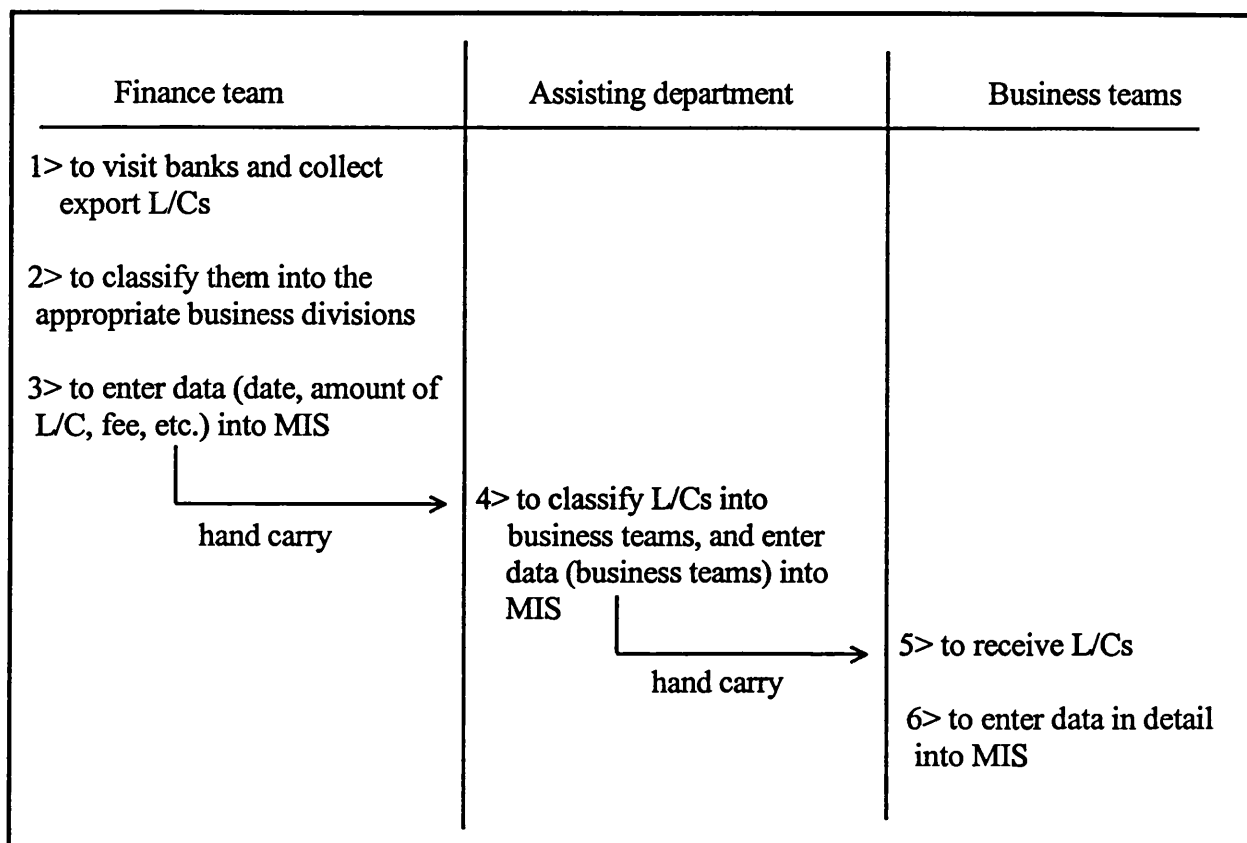 Finance team
Assisting department
Business teams
1> to visit banks and collect
export L/Cs
2> to classify them into the
appropriate business divisions
3> to enter data (date, amount of
L/C, fee, etc.) into MIS
hand carry
4> to classify L/Cs into
business teams, and enter
data (business teams) into
MIS
hand carry
5> to receive L/Cs
6> to enter data in detail
into MIS